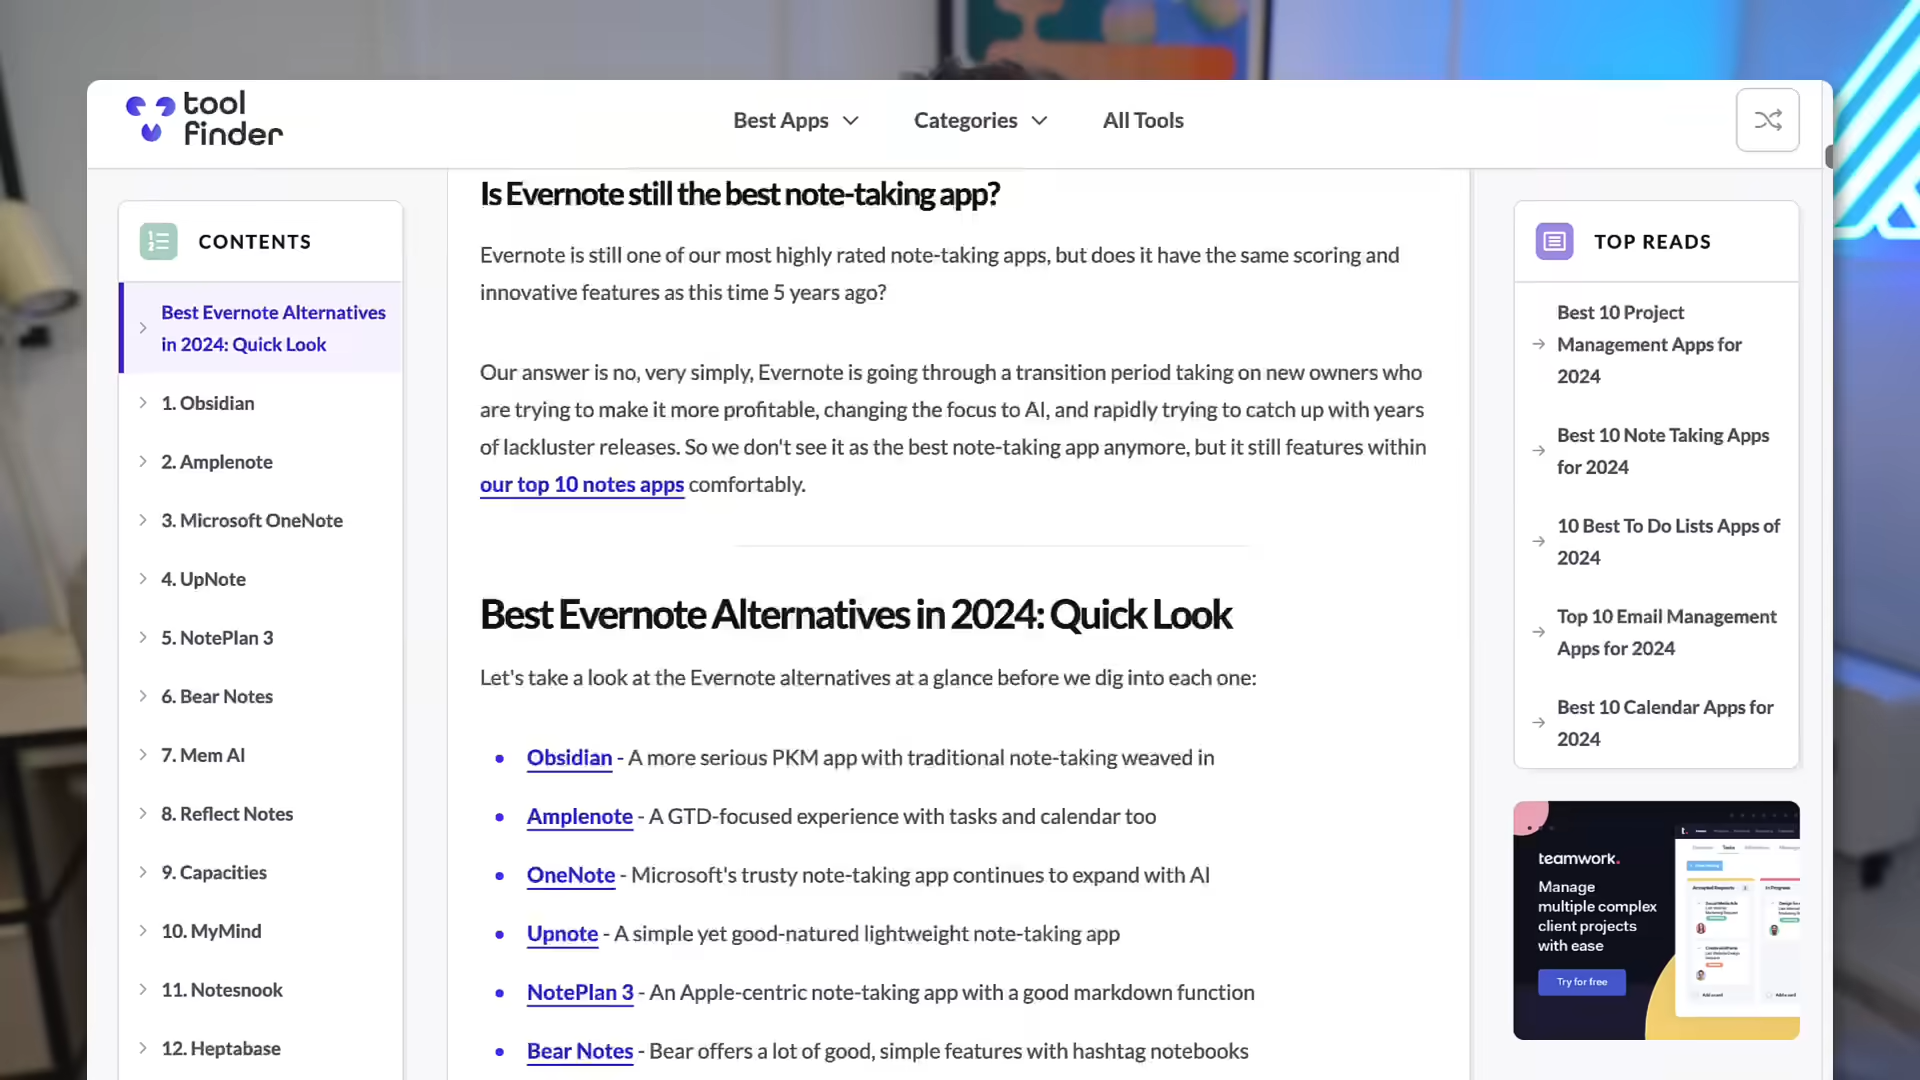 tool
finder
Best Apps
Categories
All Tools
CONTENTS
Best Evernote Alternatives
in 2024: Quick Look
1. Obsidian
2. Amplenote
3. Microsoft OneNote
4. UpNote
5. NotePlan 3
6. Bear Notes
7. Mem AI
8. Reflect Notes
9. Capacities
10. MyMind
11. Notesnook
12. Heptabase
Is Evernote still the best note-taking app?
Evernote is still one of our most highly rated note-taking apps, but does it have the same scoring and
innovative features as this time 5 years ago?
Our answer is no, very simply, Evernote is going through a transition period taking on new owners who
are trying to make it more profitable, changing the focus to AI, and rapidly trying to catch up with years
of lackluster releases. So we don't see it as the best note-taking app anymore, but it still features within
our top 10 notes apps comfortably.
Best Evernote Alternatives in 2024: Quick Look
Let's take a look at the Evernote alternatives at a glance before we dig into each one:
Obsidian - A more serious PKM app with traditional note-taking weaved in
Amplenote - A GTD-focused experience with tasks and calendar too
OneNote - Microsoft's trusty note-taking app continues to expand with AI
Upnote - A simple yet good-natured lightweight note-taking app
NotePlan 3 - An Apple-centric note-taking app with a good markdown function
Bear Notes - Bear offers a lot of good, simple features with hashtag notebooks
TOP READS
Best 10 Project
Management Apps for
2024
Best 10 Note Taking Apps
for 2024
10 Best To Do Lists Apps of
2024
Top 10 Email Management
Apps for 2024
Best 10 Calendar Apps for
2024
teamwork.
Manage
multiple complex
client projects
with ease
Try for free